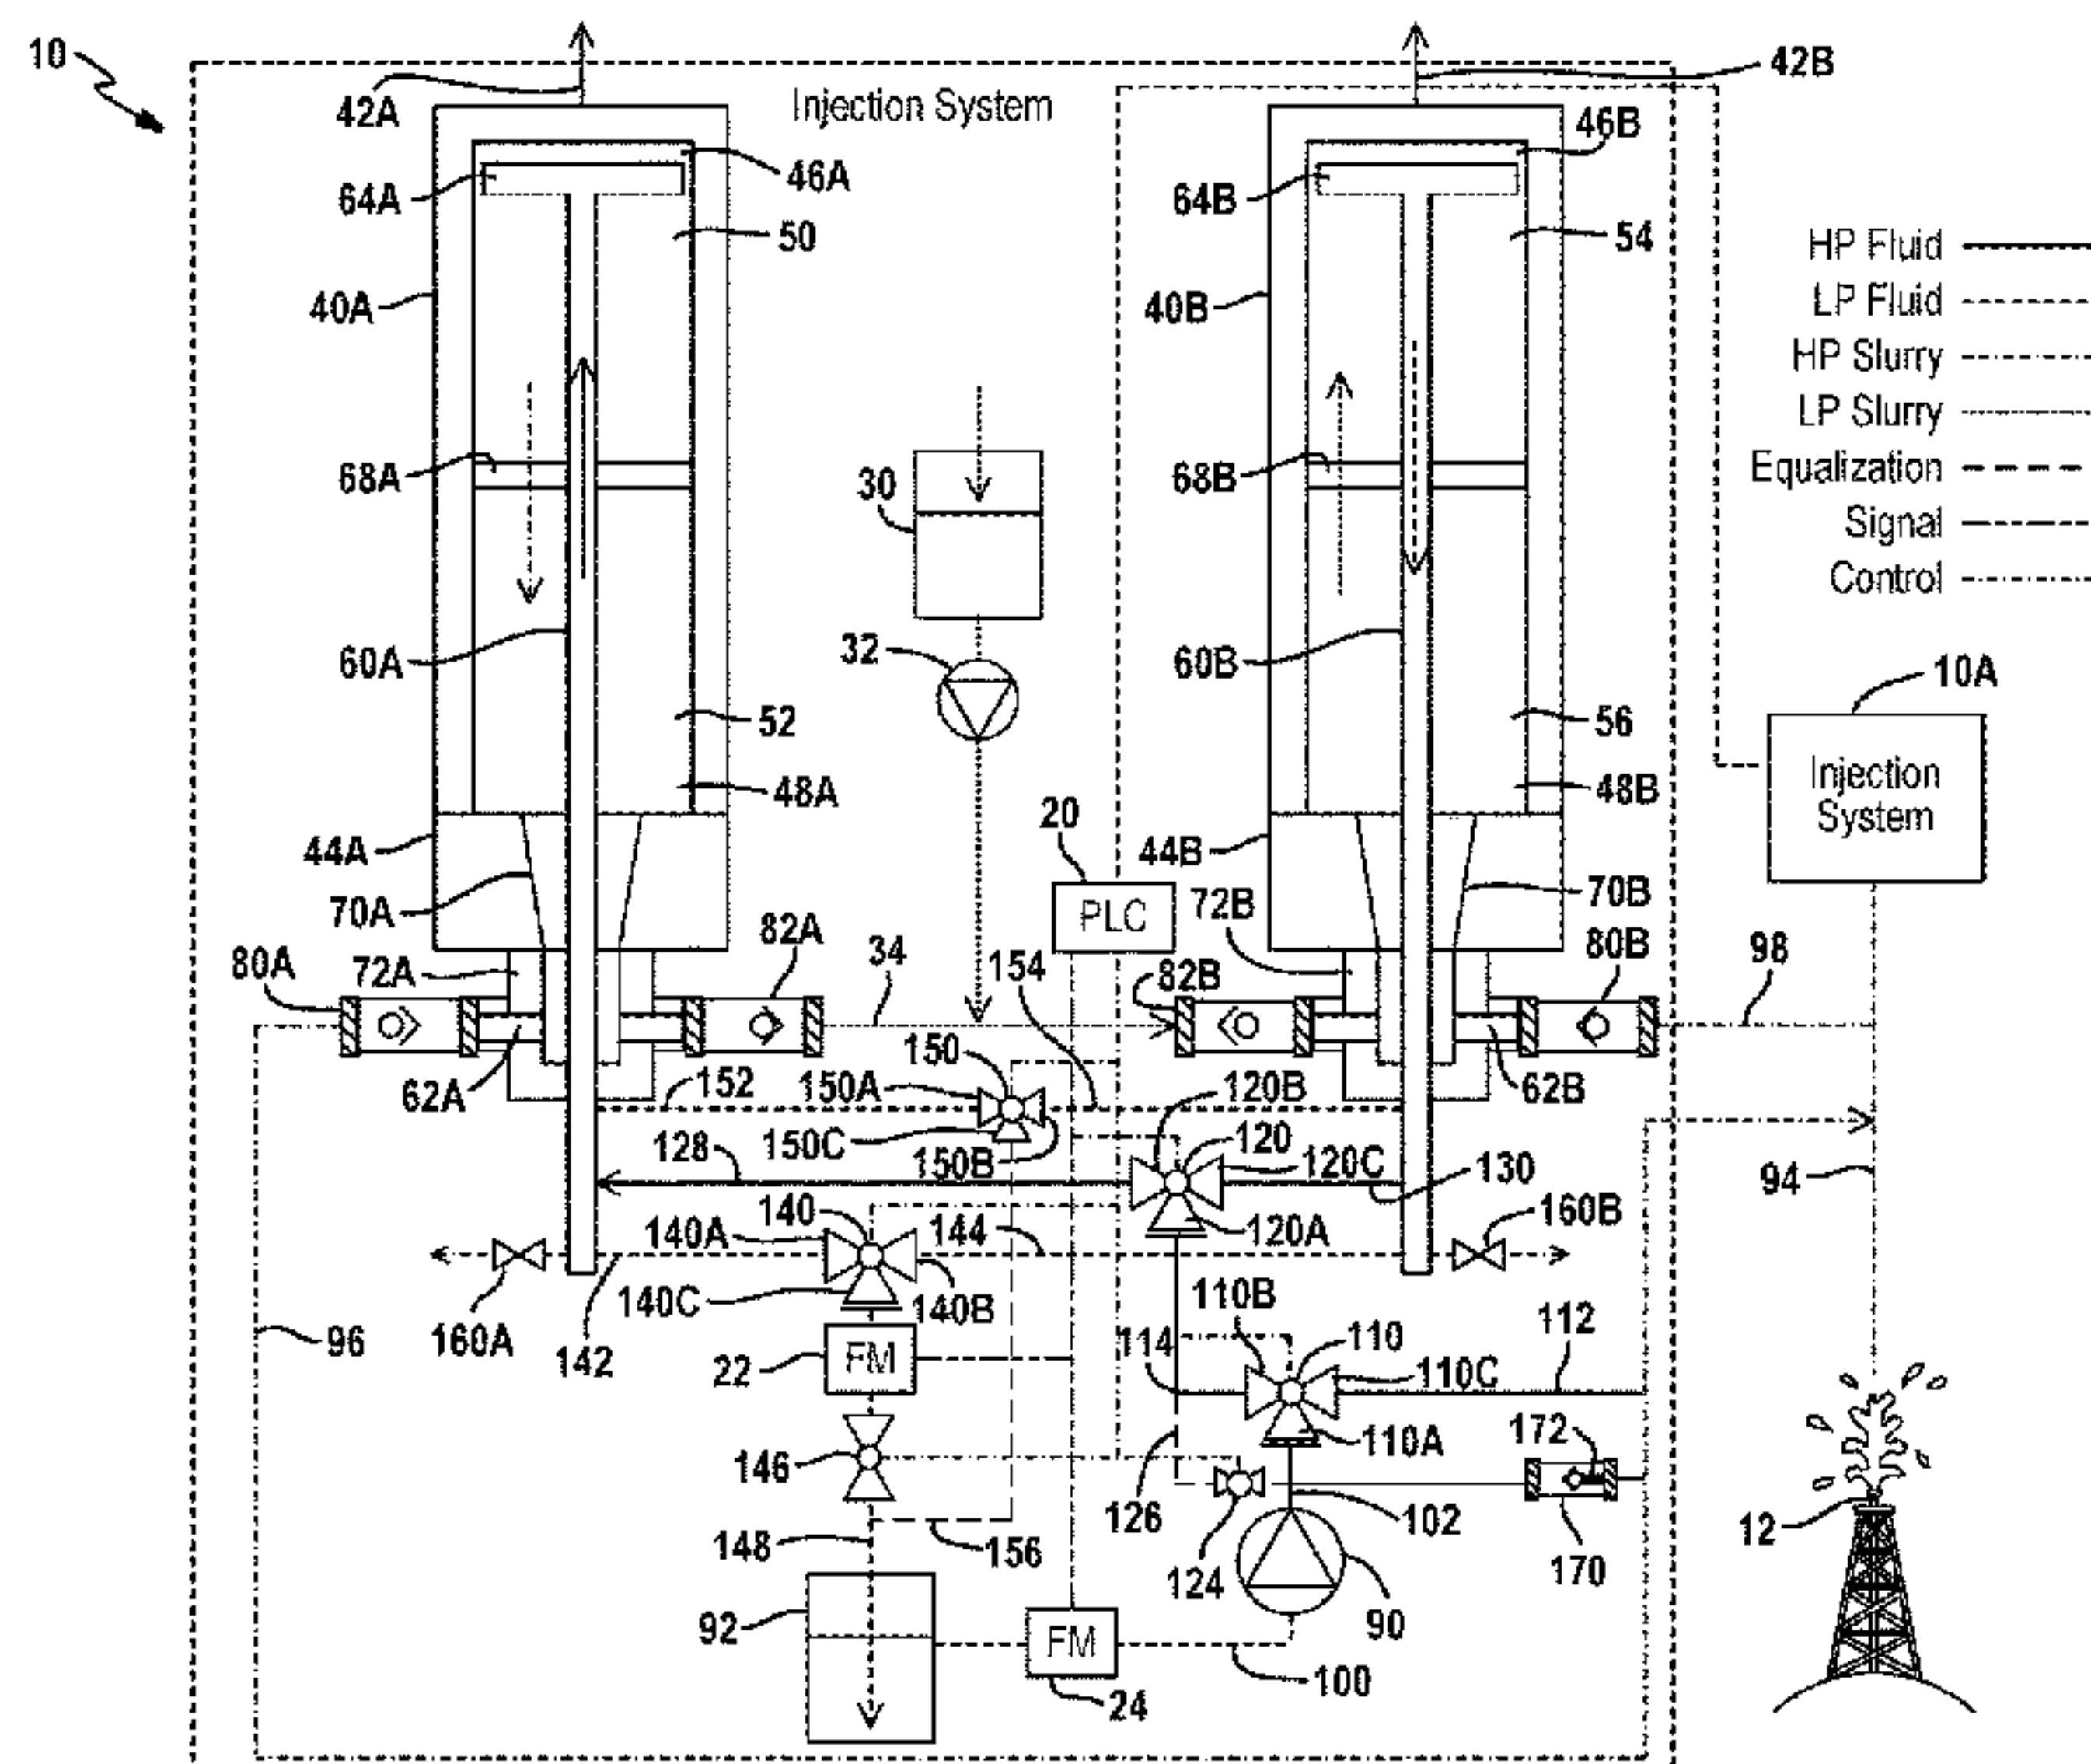 10
42A
Injection System
42B
46A
46B
64A
50
64B
54
HP Fluid
LP Fluid
HP Slurry
LP Slurry
Equalization
Signal
Control
40A
40B
68A
30
68B
60A
32
60B
10A
52
56
Injection
System
48A
48B
20
44A
44B
70A
PLC
72B
70B
80A
72A
82A
34
154
82B
80B
98
150
62A
152
150A
120B
62B
150C
128
150B
120
120C
130
94
140A
140
144
120A
160B
140C
140B
110B
96
160A
142
22
FM
114
110
110C
112
146
110A
172
126
102
148
156
124
170
12
92
FM
90
100
24